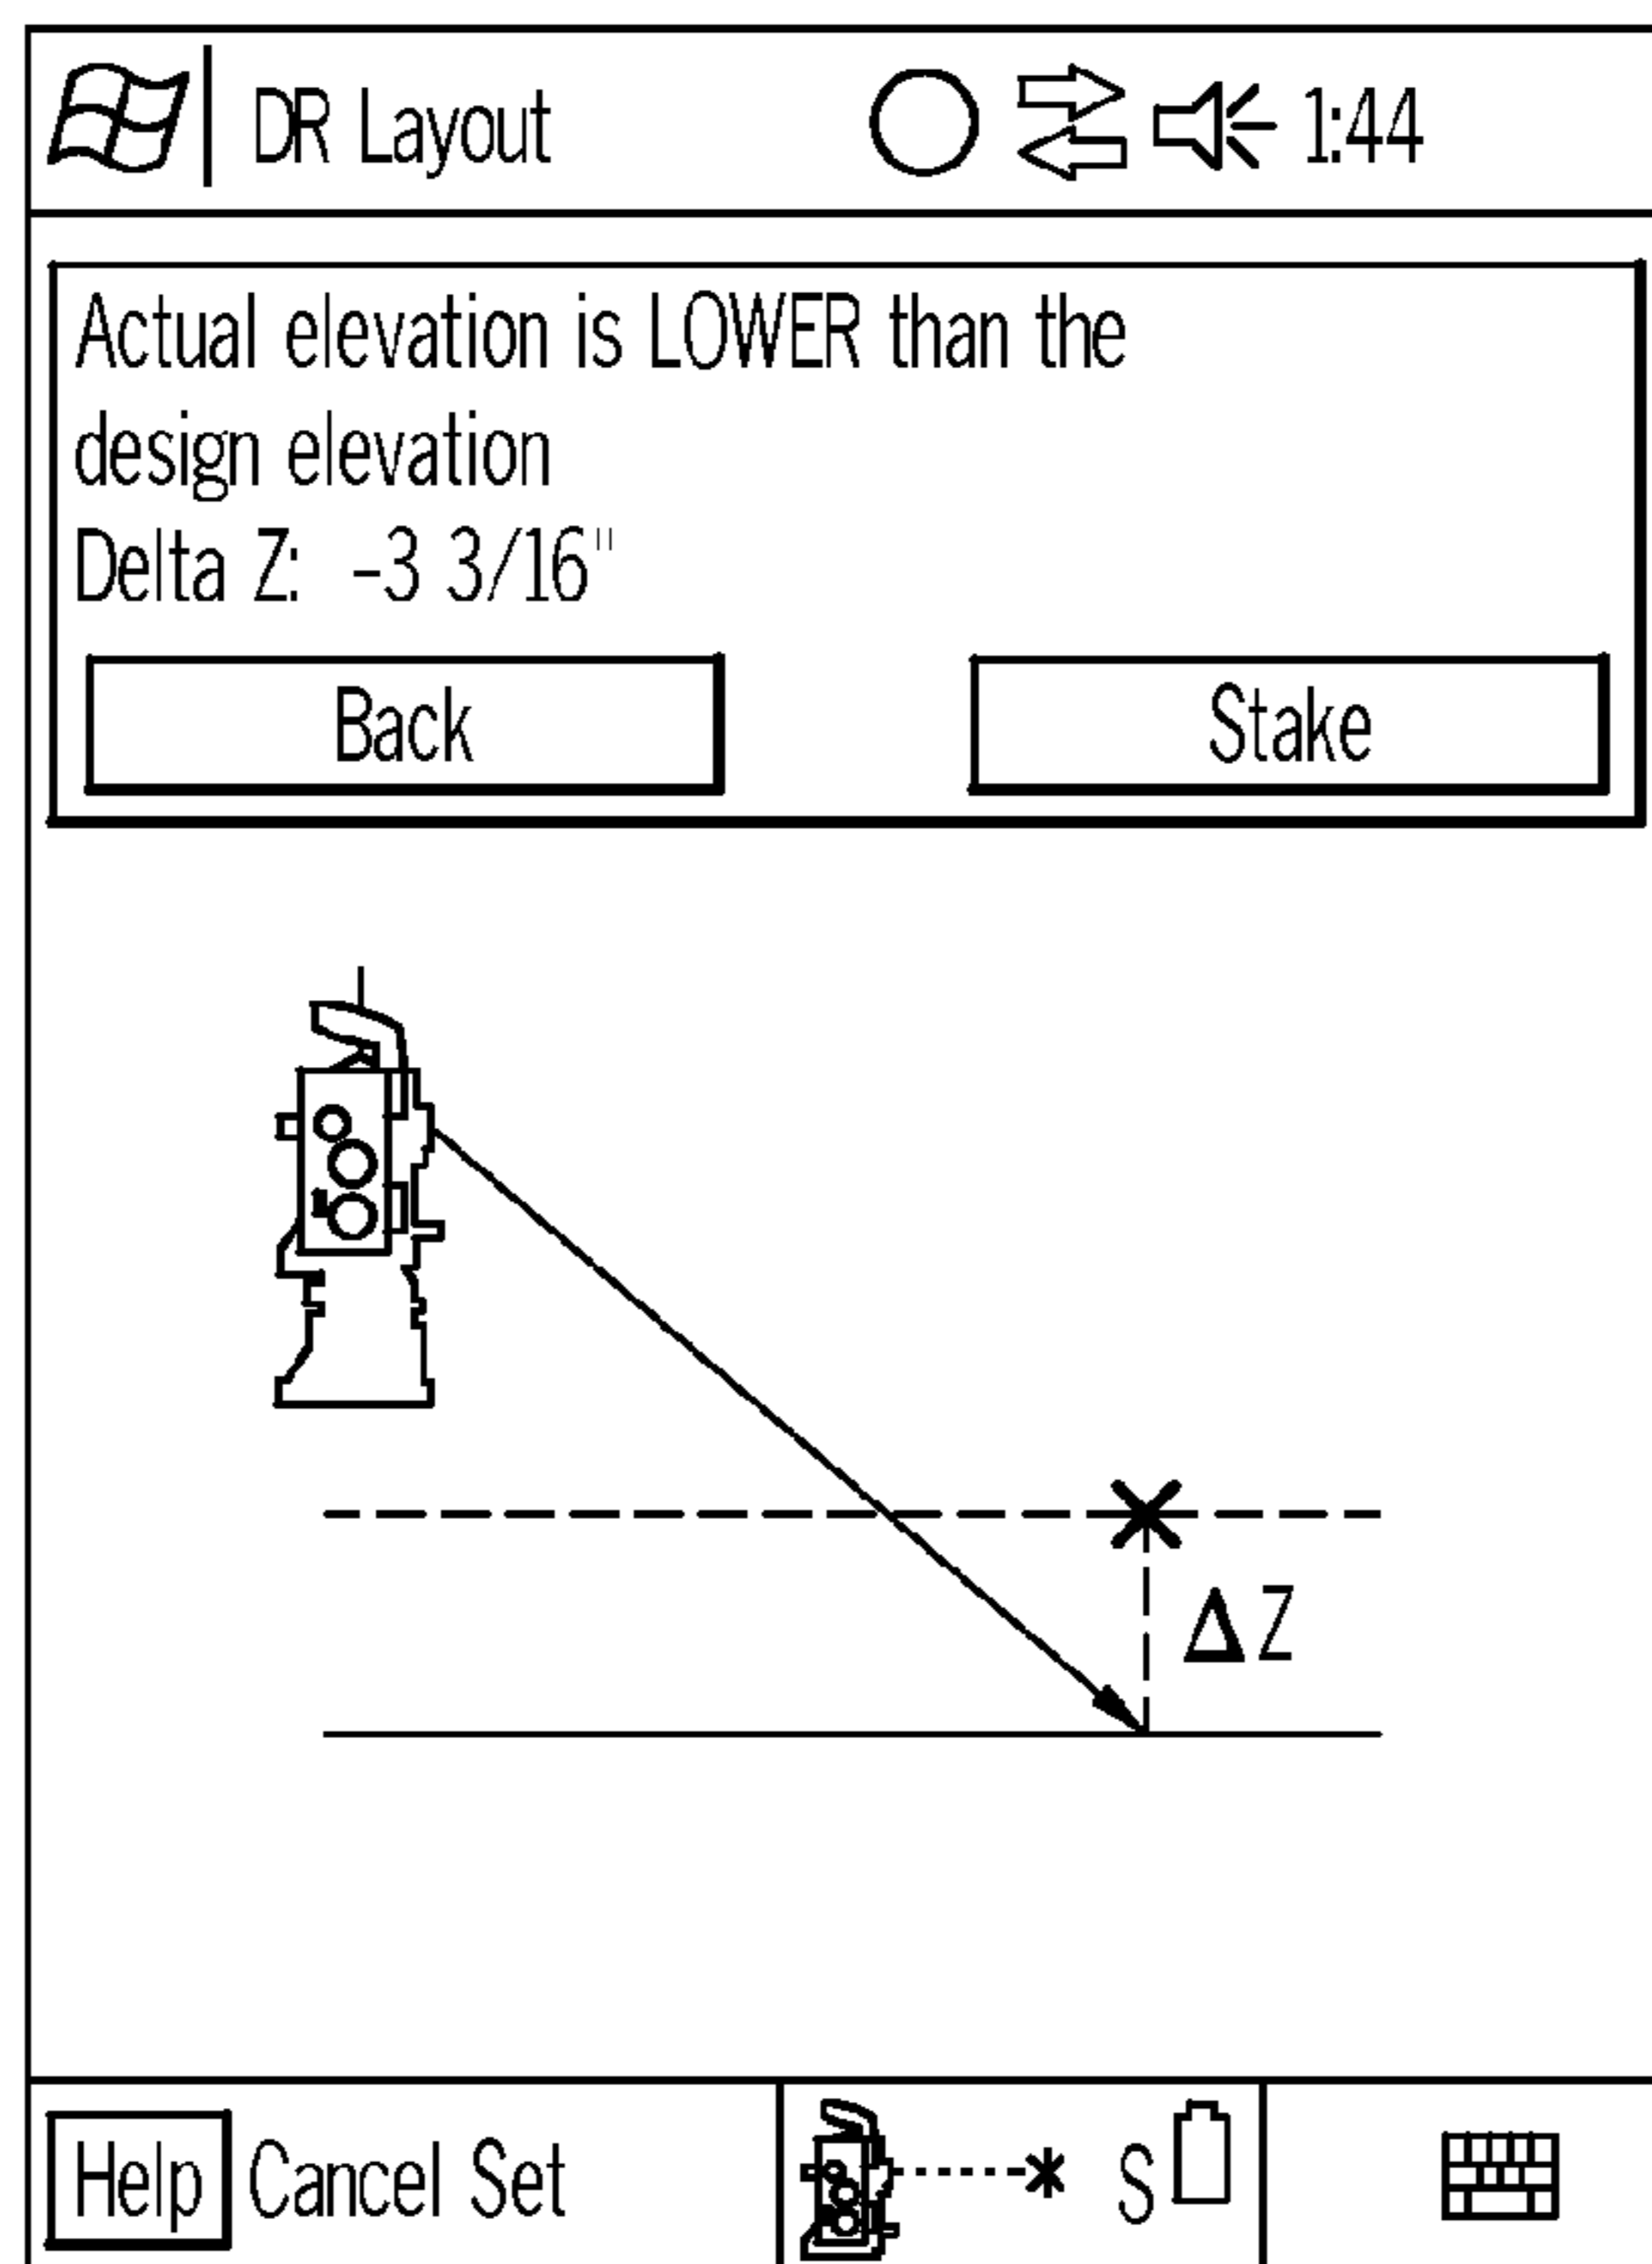 DR Layout 1:44
Actual elevation is LOWER than the
design elevation
Delta Z: -3 3/16"
Back Stake
ΔZ
Help Cancel Set S